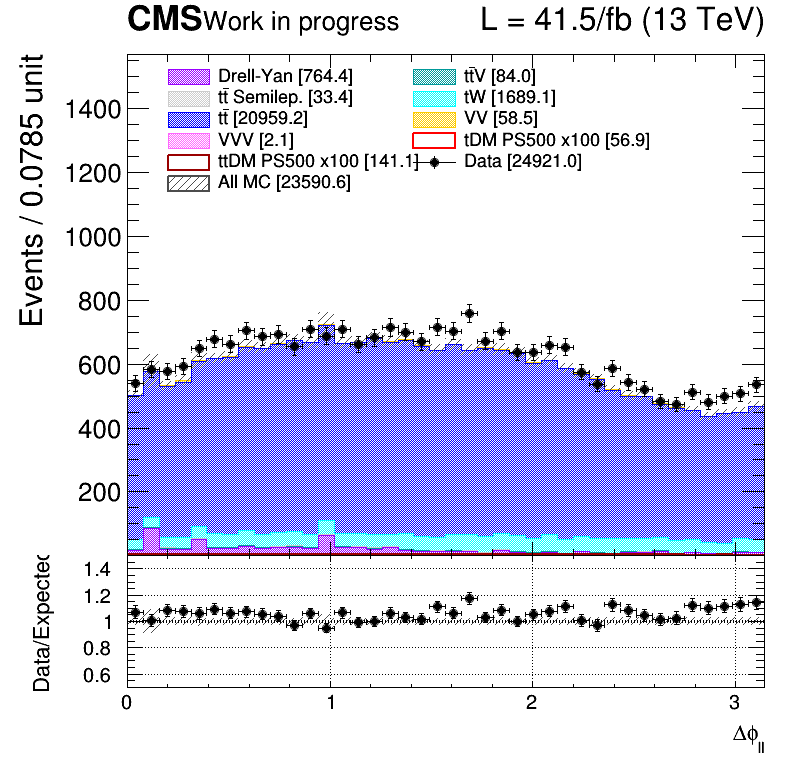 CMS Work in progress L = 41.5/fb (13 TeV)
Drell-Yan [764.4] tt̄V [84.0]
tt̄ Semilep. [33.4] tW [1689.1]
tt̄ [20959.2] VV [58.5]
VVV [2.1] tDM PS500 x100 [56.9]
ttDM PS500 x100 [141.1] Data [24921.0]
All MC [23590.6]
Events / 0.0785 unit
1400
1200
1000
800
600
400
200
Data/Expected
1.4
1.2
1
0.8
0.6
0 1 2 3
Δϕ_ll